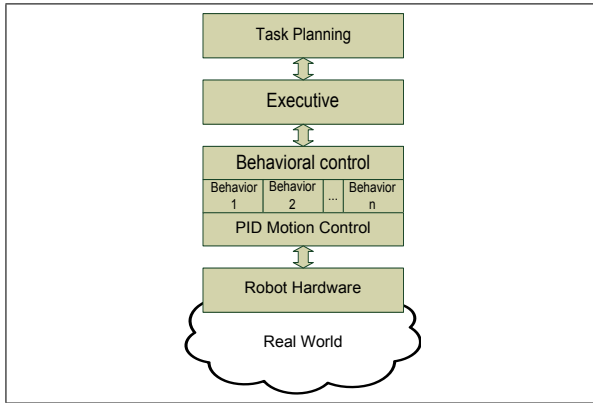 Task Planning
Executive
Behavioral control
Behavior 1 Behavior 2 ... Behavior n
PID Motion Control
Robot Hardware
Real World